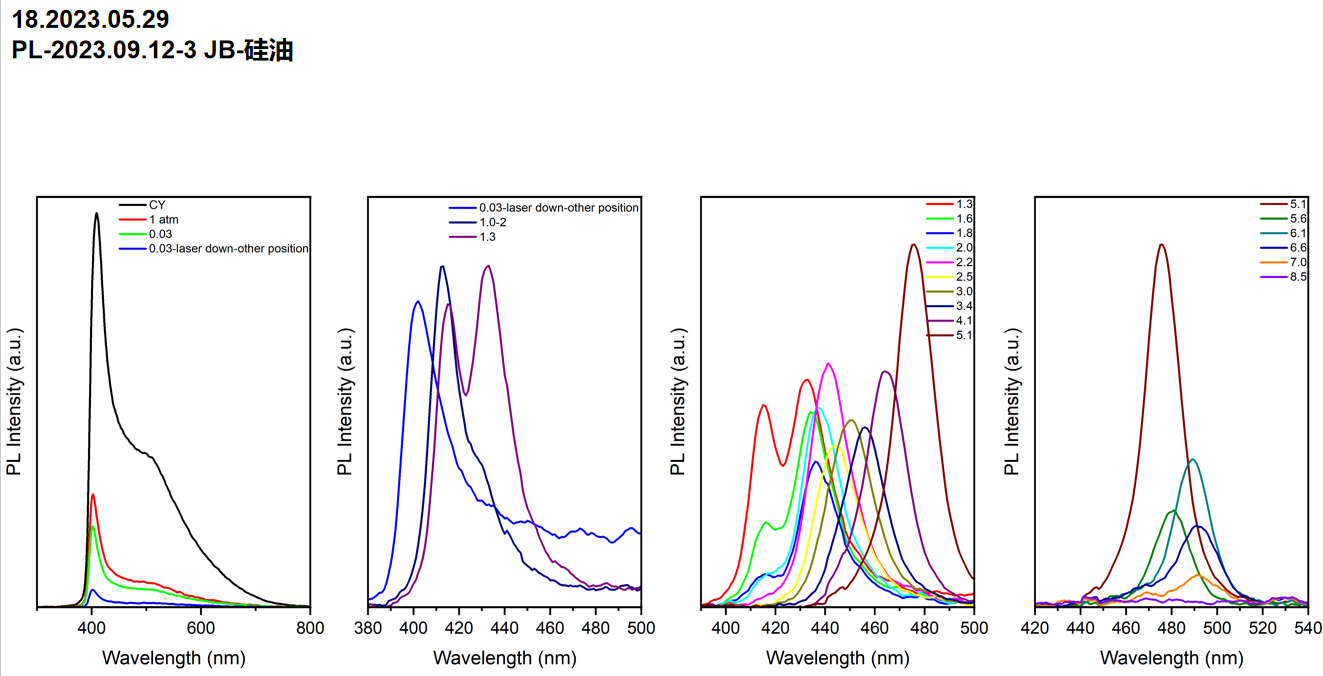 18.2023.05.29
PL-2023.09.12-3 JB-硅油
PL Intensity (a.u.)
CY
1 atm
0.03
0.03-laser down-other position
400 600 800
Wavelength (nm)
PL Intensity (a.u.)
0.03-laser down-other position
1.0-2
1.3
380 400 420 440 460 480 500
Wavelength (nm)
PL Intensity (a.u.)
1.3
1.6
1.8
2.0
2.2
2.5
3.0
3.4
4.1
5.1
400 420 440 460 480 500
Wavelength (nm)
PL Intensity (a.u.)
5.1
5.6
6.1
6.6
7.0
8.5
420 440 460 480 500 520 540
Wavelength (nm)